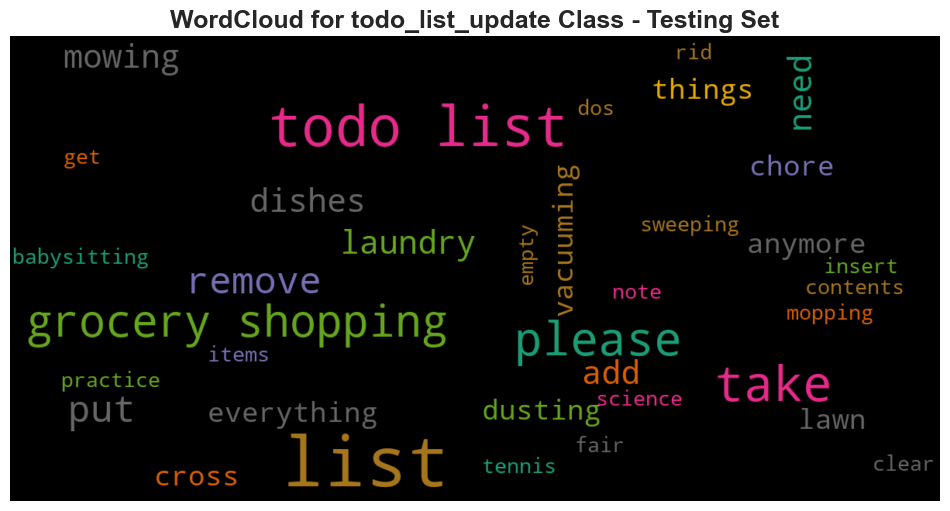 WordCloud for todo_list_update Class - Testing Set
mowing
rid
things
need
dos
todo list
get
chore
dishes
vacuuming
sweeping
laundry
anymore
babysitting
empty
insert
remove
note
contents
grocery shopping
mopping
please
items
add
take
practice
science
put
everything
dusting
lawn
fair
list
cross
tennis
clear